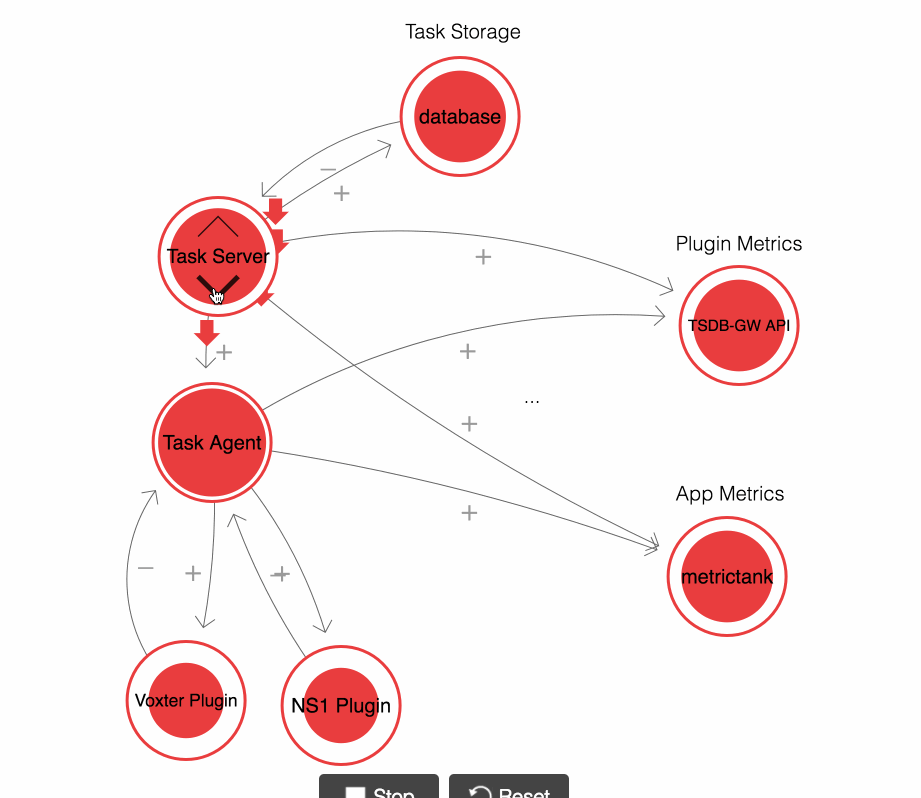 Task Storage
database
−
+
Task Server
+
Plugin Metrics
TSDB-GW API
+
+
...
+
Task Agent
App Metrics
+
metrictank
−
+
−
+
Voxter Plugin
NS1 Plugin
Stop
Reset